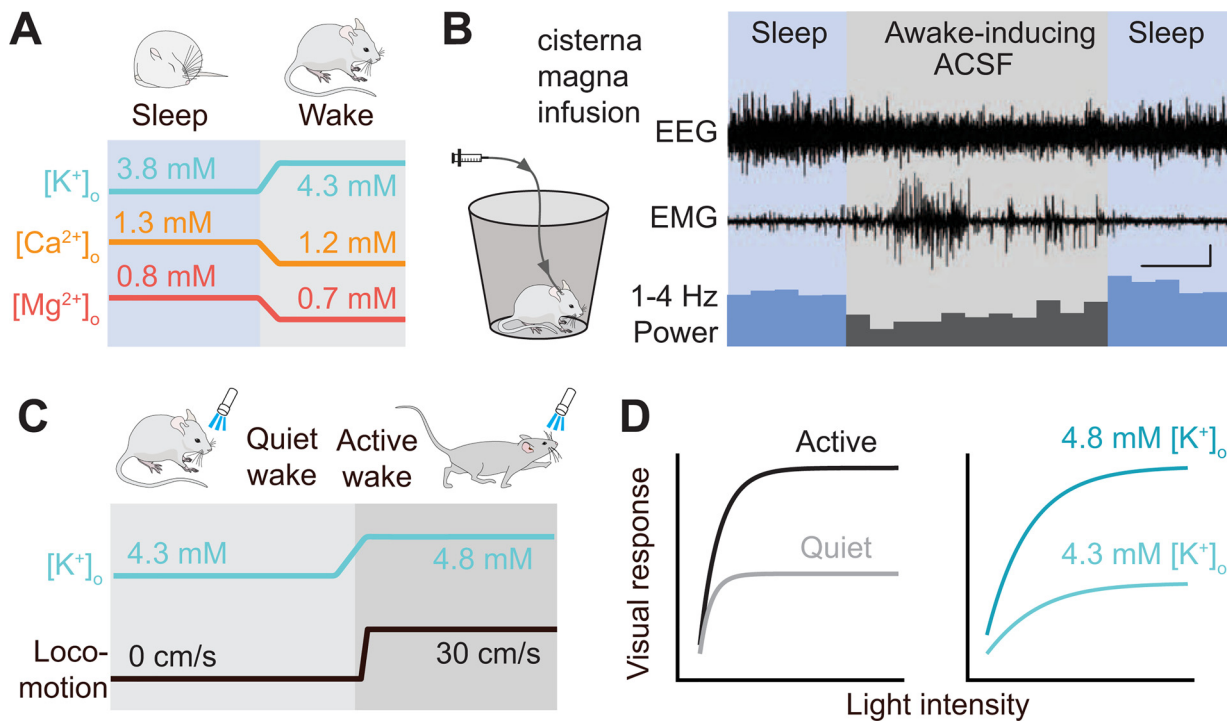 A
Sleep
Wake
[K⁺]ₒ
3.8 mM
4.3 mM
[Ca²⁺]ₒ
1.3 mM
1.2 mM
[Mg²⁺]ₒ
0.8 mM
0.7 mM
B
cisterna
magna
infusion
Sleep
Awake-inducing
ACSF
Sleep
EEG
EMG
1-4 Hz
Power
C
Quiet
wake
Active
wake
[K⁺]ₒ
4.3 mM
4.8 mM
Loco-
motion
0 cm/s
30 cm/s
D
Visual response
Active
Quiet
4.8 mM [K⁺]ₒ
4.3 mM [K⁺]ₒ
Light intensity